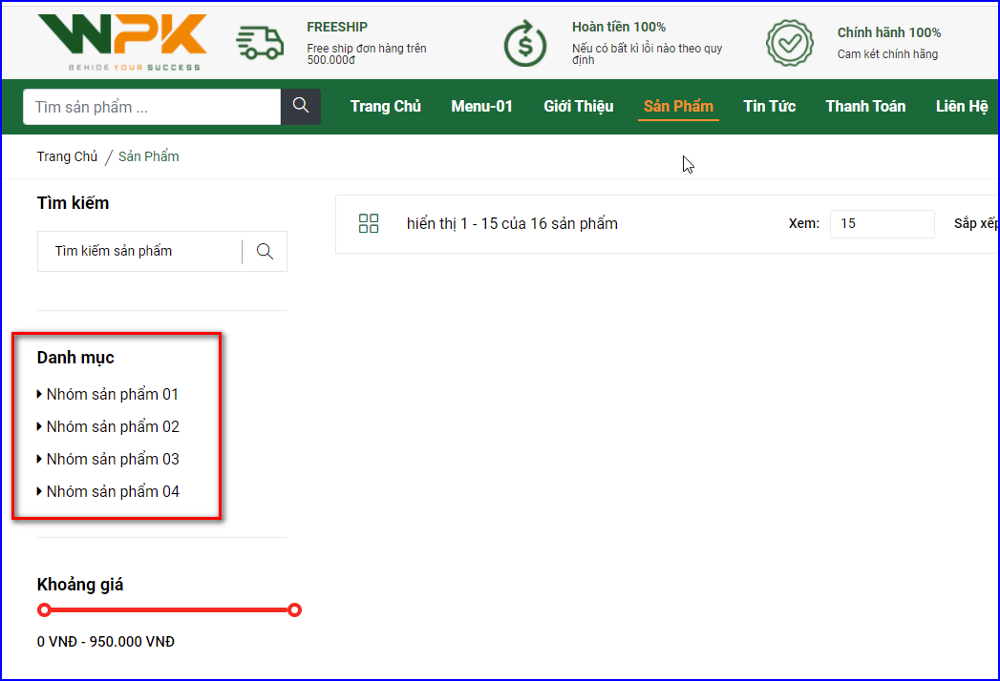 WPK
BEHIDE YOUR SUCCESS
FREESHIP
Free ship đơn hàng trên
500.000đ
Hoàn tiền 100%
Nếu có bất kì lỗi nào theo quy
định
Chính hãnh 100%
Cam két chính hãng
Tìm sản phẩm ...
Trang Chủ Menu-01 Giới Thiệu Sản Phẩm Tin Tức Thanh Toán Liên Hệ
Trang Chủ / Sản Phẩm
Tìm kiếm
Tìm kiếm sản phẩm
hiển thị 1 - 15 của 16 sản phẩm
Xem: 15
Sắp xếp
Danh mục
Nhóm sản phẩm 01
Nhóm sản phẩm 02
Nhóm sản phẩm 03
Nhóm sản phẩm 04
Khoảng giá
0 VNĐ - 950.000 VNĐ